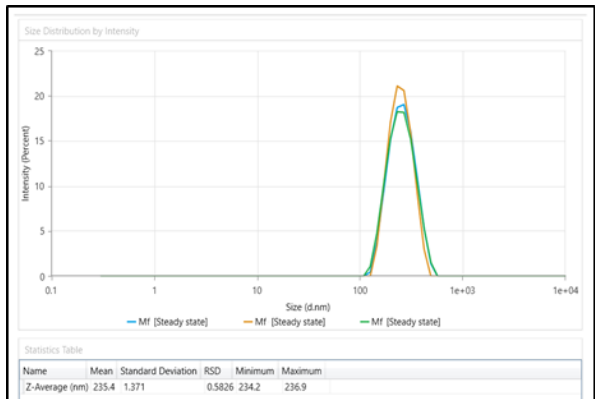 Size Distribution by Intensity
25
20
15
10
5
0
Intensity (Percent)
0.1 1 10 100 1e+03 1e+04
Size (d.nm)
Mf [Steady state] Mf [Steady state] Mf [Steady state]
Statistics Table
Name Mean Standard Deviation RSD Minimum Maximum
Z-Average (nm) 235.4 1.371 0.5826 234.2 236.9